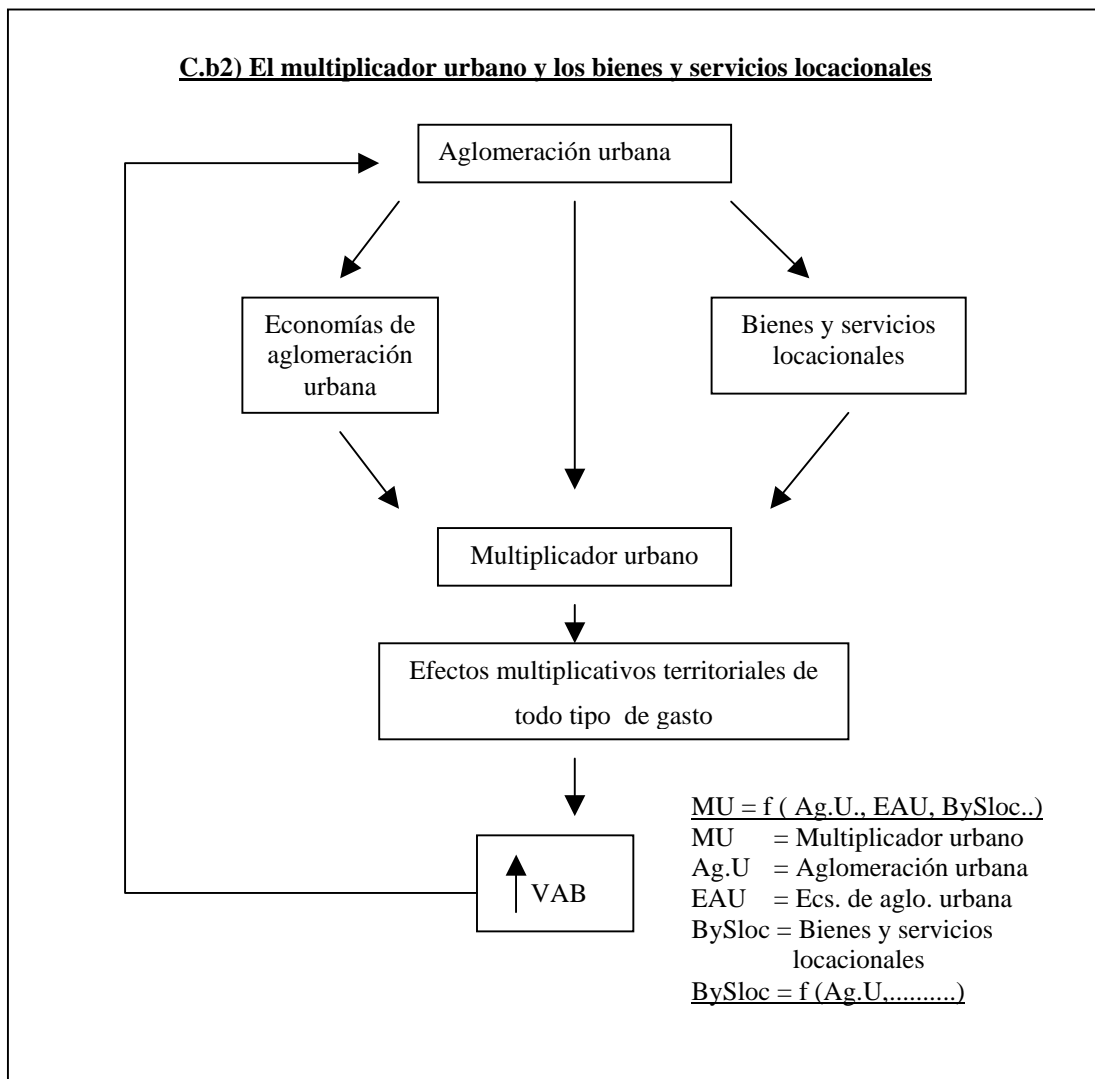 C.b2) El multiplicador urbano y los bienes y servicios locacionales
Aglomeración urbana
Economías de
aglomeración
urbana
Bienes y servicios
locacionales
Multiplicador urbano
Efectos multiplicativos territoriales de
todo tipo de gasto
VAB
MU = f ( Ag.U., EAU, BySloc..)
MU = Multiplicador urbano
Ag.U = Aglomeración urbana
EAU = Ecs. de aglo. urbana
BySloc = Bienes y servicios
locacionales
BySloc = f (Ag.U,..........)